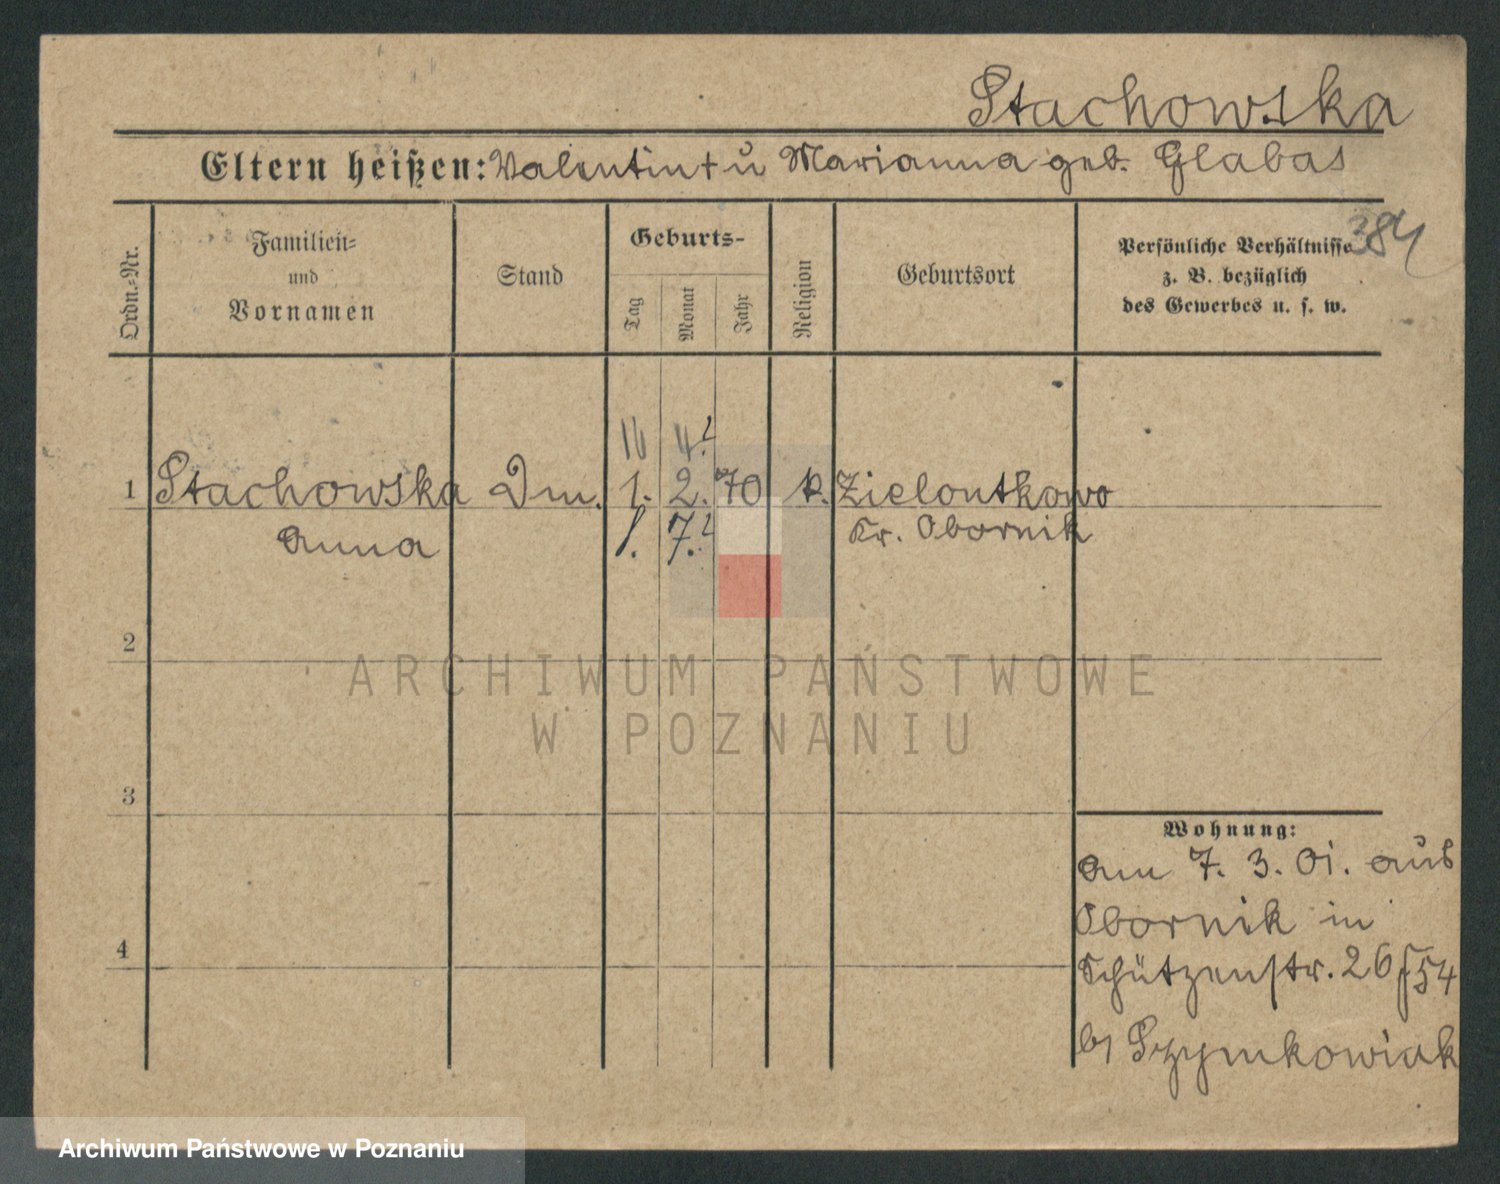 Stachowska
Eltern heißen: Valentin + u Marianna geb. Glabas
384
Ordn.-Nr.
Familien-
und
Vornamen
Stand
Geburts-
Tag
Monat
Jahr
Religion
Geburtsort
Persönliche Verhältnisse
z. B. bezüglich
des Gewerbes u. s. w.
14 4.?
1 Stachowska Dm. 1. 2. 70 k. Zielontkowo
Anna 1. 7.? Kr. Obornik
2
3
4
Wohnung:
am 7. 3. 01. aus
Obornik in
Schützenstr. 26
b/ Szymkowiak
ARCHIWUM PAŃSTWOWE
W POZNANIU
Archiwum Państwowe w Poznaniu